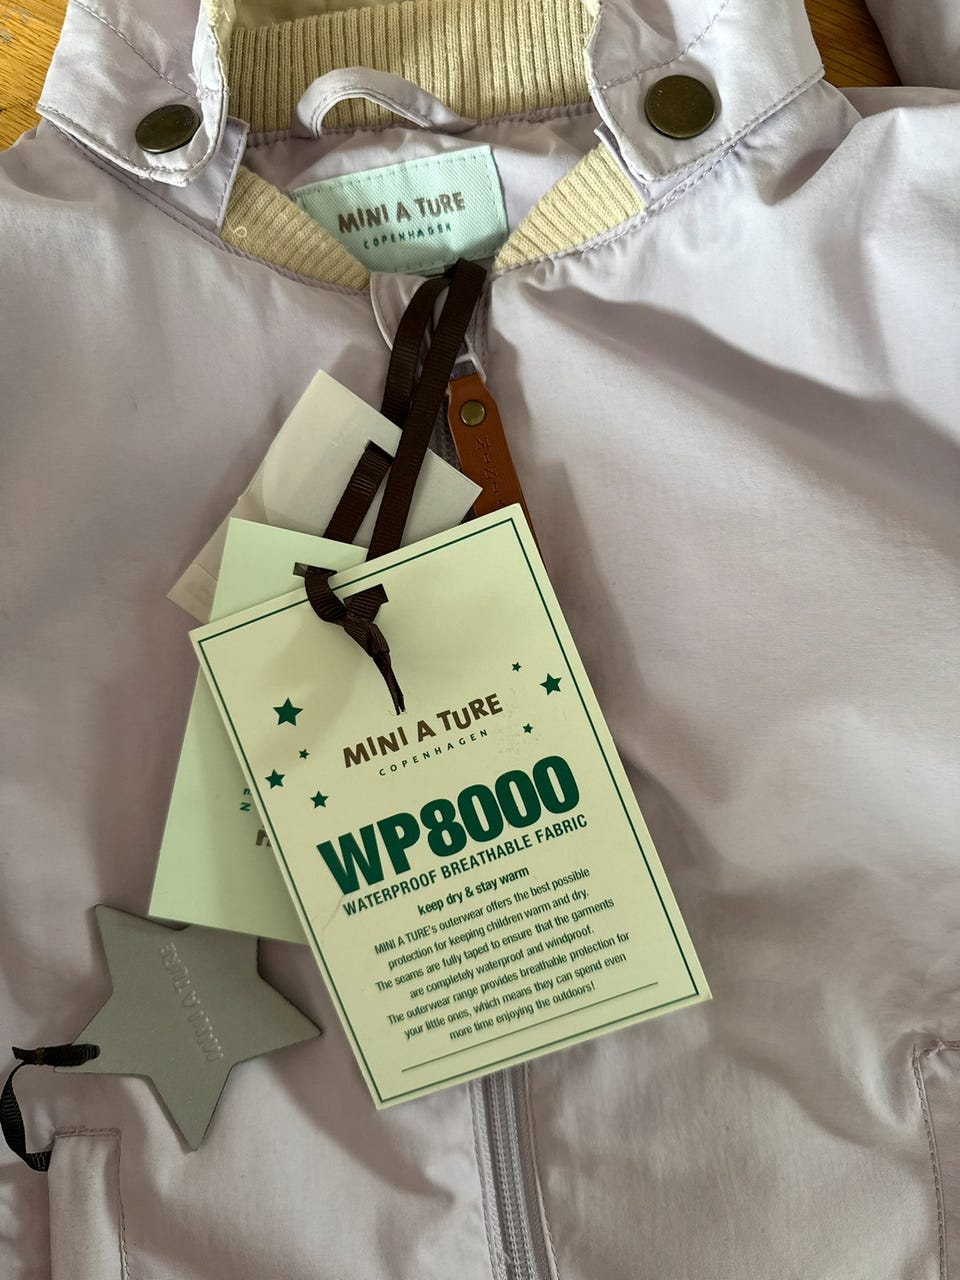 MINI A TURE
COPENHAGEN
MINI A
MINI A TURE
COPENHAGEN
WP8000
WATERPROOF BREATHABLE FABRIC
keep dry & stay warm
MINI A TURE's outerwear offers the best possible
protection for keeping children warm and dry.
The seams are fully taped to ensure that the garments
are completely waterproof and windproof.
The outerwear range provides breathable protection for
your little ones, which means they can spend even
more time enjoying the outdoors!
MINI A TURE